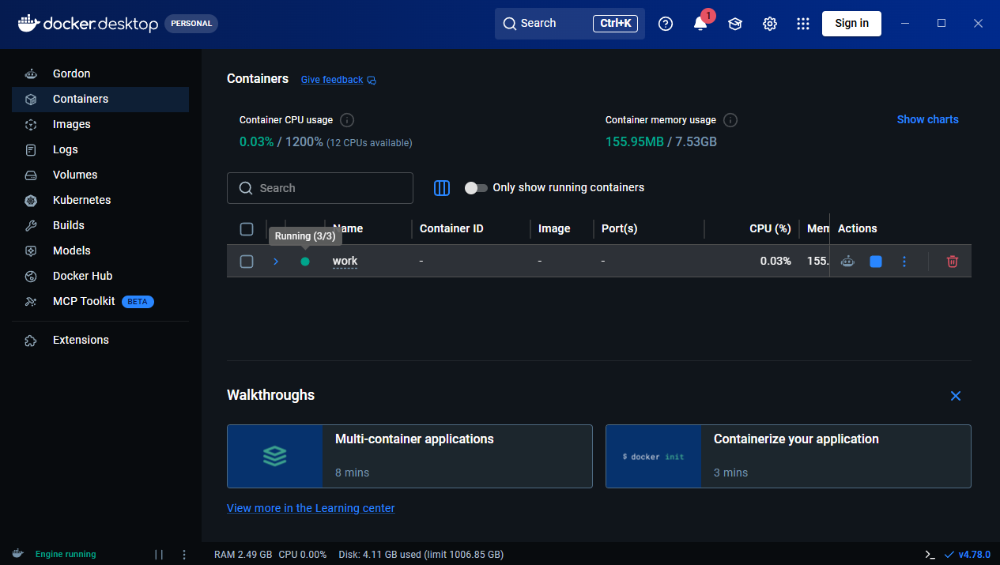 docker.desktop PERSONAL
Search Ctrl+K
1
Sign in
Gordon
Containers
Images
Logs
Volumes
Kubernetes
Builds
Models
Docker Hub
MCP Toolkit BETA
Extensions
Containers Give feedback
Container CPU usage
0.03% / 1200% (12 CPUs available)
Container memory usage
155.95MB / 7.53GB
Show charts
Search
Only show running containers
Name Container ID Image Port(s) CPU (%) Mem Actions
Running (3/3)
work - - - 0.03% 155.
Walkthroughs
Multi-container applications
8 mins
$ docker init
Containerize your application
3 mins
View more in the Learning center
Engine running
RAM 2.49 GB CPU 0.00% Disk: 4.11 GB used (limit 1006.85 GB)
v4.78.0